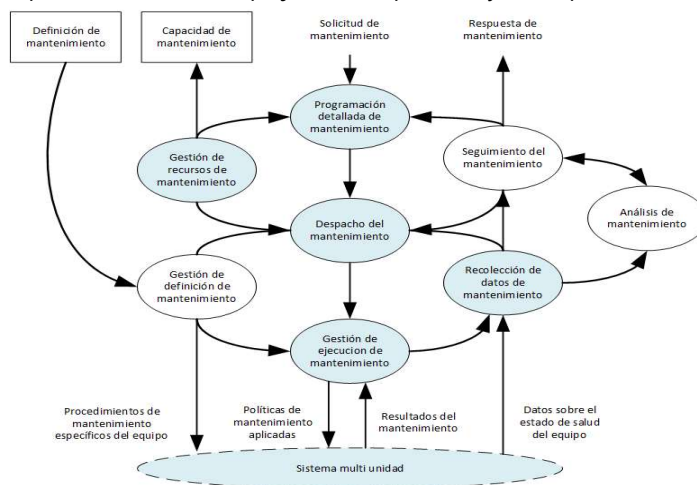 Definición de
mantenimiento
Capacidad de
mantenimiento
Solicitud de
mantenimiento
Respuesta de
mantenimiento
Programación
detallada de
mantenimiento
Gestión de
recursos de
mantenimiento
Seguimiento del
mantenimiento
Análisis de
mantenimiento
Despacho del
mantenimiento
Gestión de
definición de
mantenimiento
Recolección de
datos de
mantenimiento
Gestión de
ejecucion de
mantenimiento
Procedimientos de
mantenimiento
específicos del equipo
Políticas de
mantenimiento
aplicadas
Resultados del
mantenimiento
Datos sobre el
estado de salud
del equipo
Sistema multi unidad